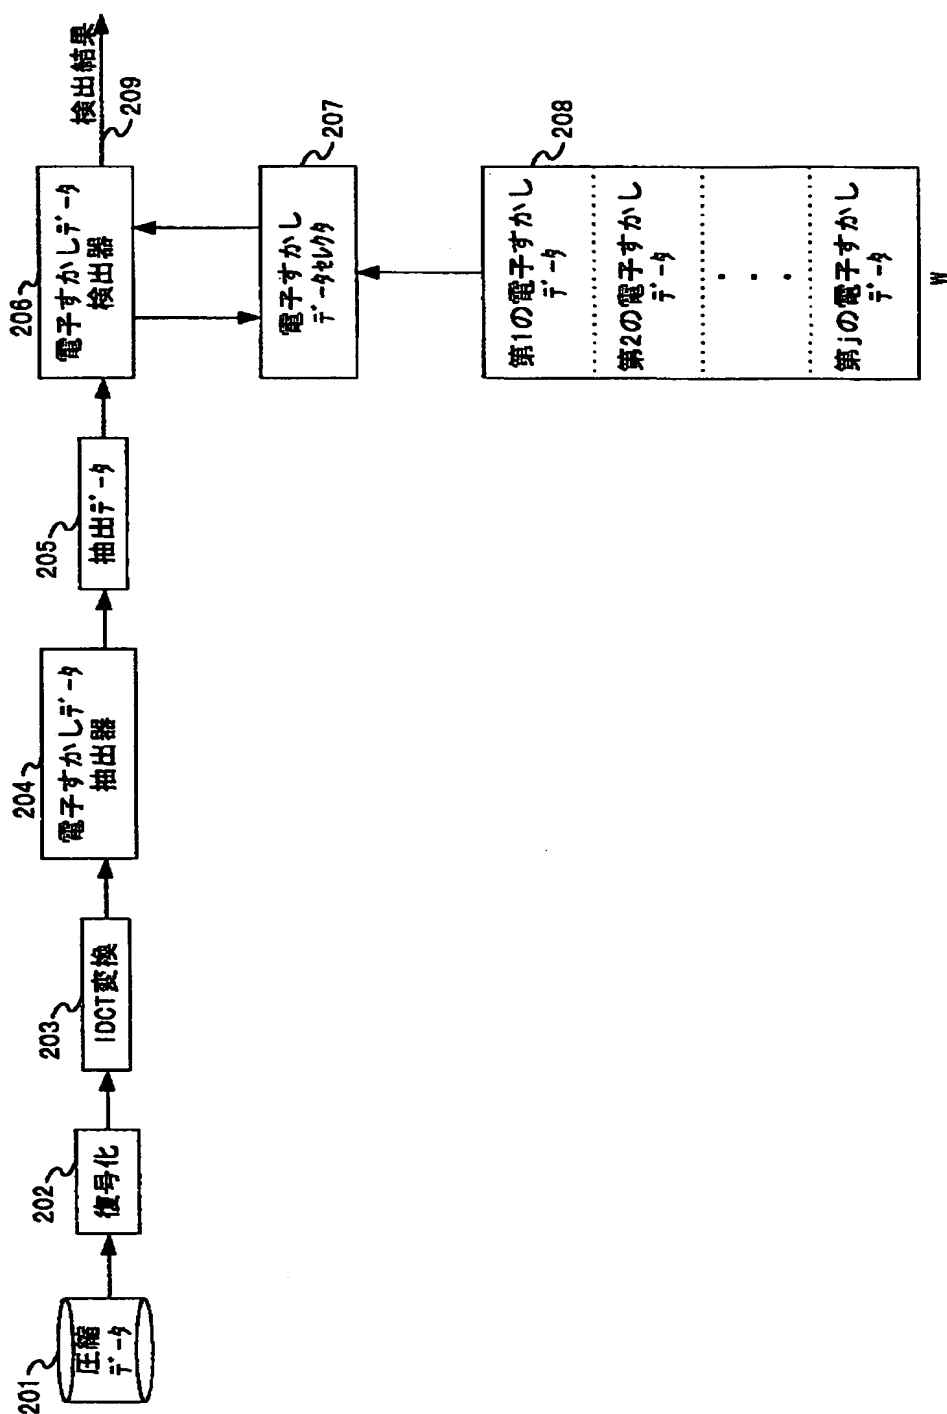 201
圧縮
データ
202
復号化
203
IDCT変換
204
電子すかしデータ
抽出器
205
抽出データ
206
電子すかしデータ
検出器
検出結果
209
207
電子すかし
データセレクタ
208
第1の電子すかし
データ
第2の電子すかし
データ
第jの電子すかし
データ
W